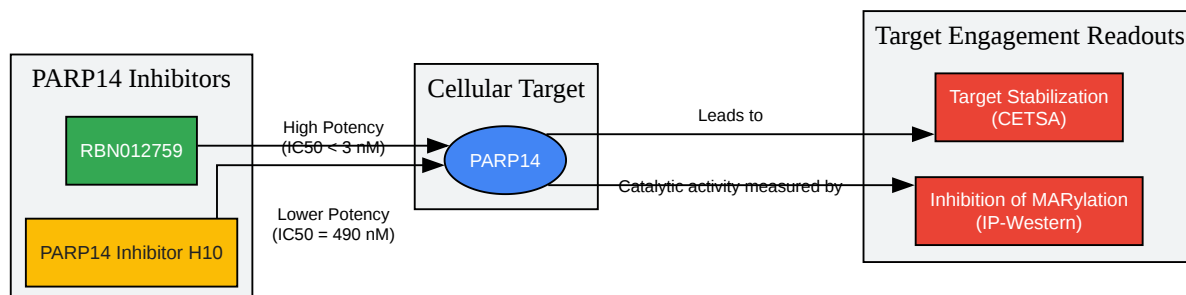 PARP14 Inhibitors
RBN012759
PARP14 Inhibitor H10
High Potency
(IC50 < 3 nM)
Lower Potency
(IC50 = 490 nM)
Cellular Target
PARP14
Leads to
Catalytic activity measured by
Target Engagement Readouts
Target Stabilization
(CETSA)
Inhibition of MARylation
(IP-Western)